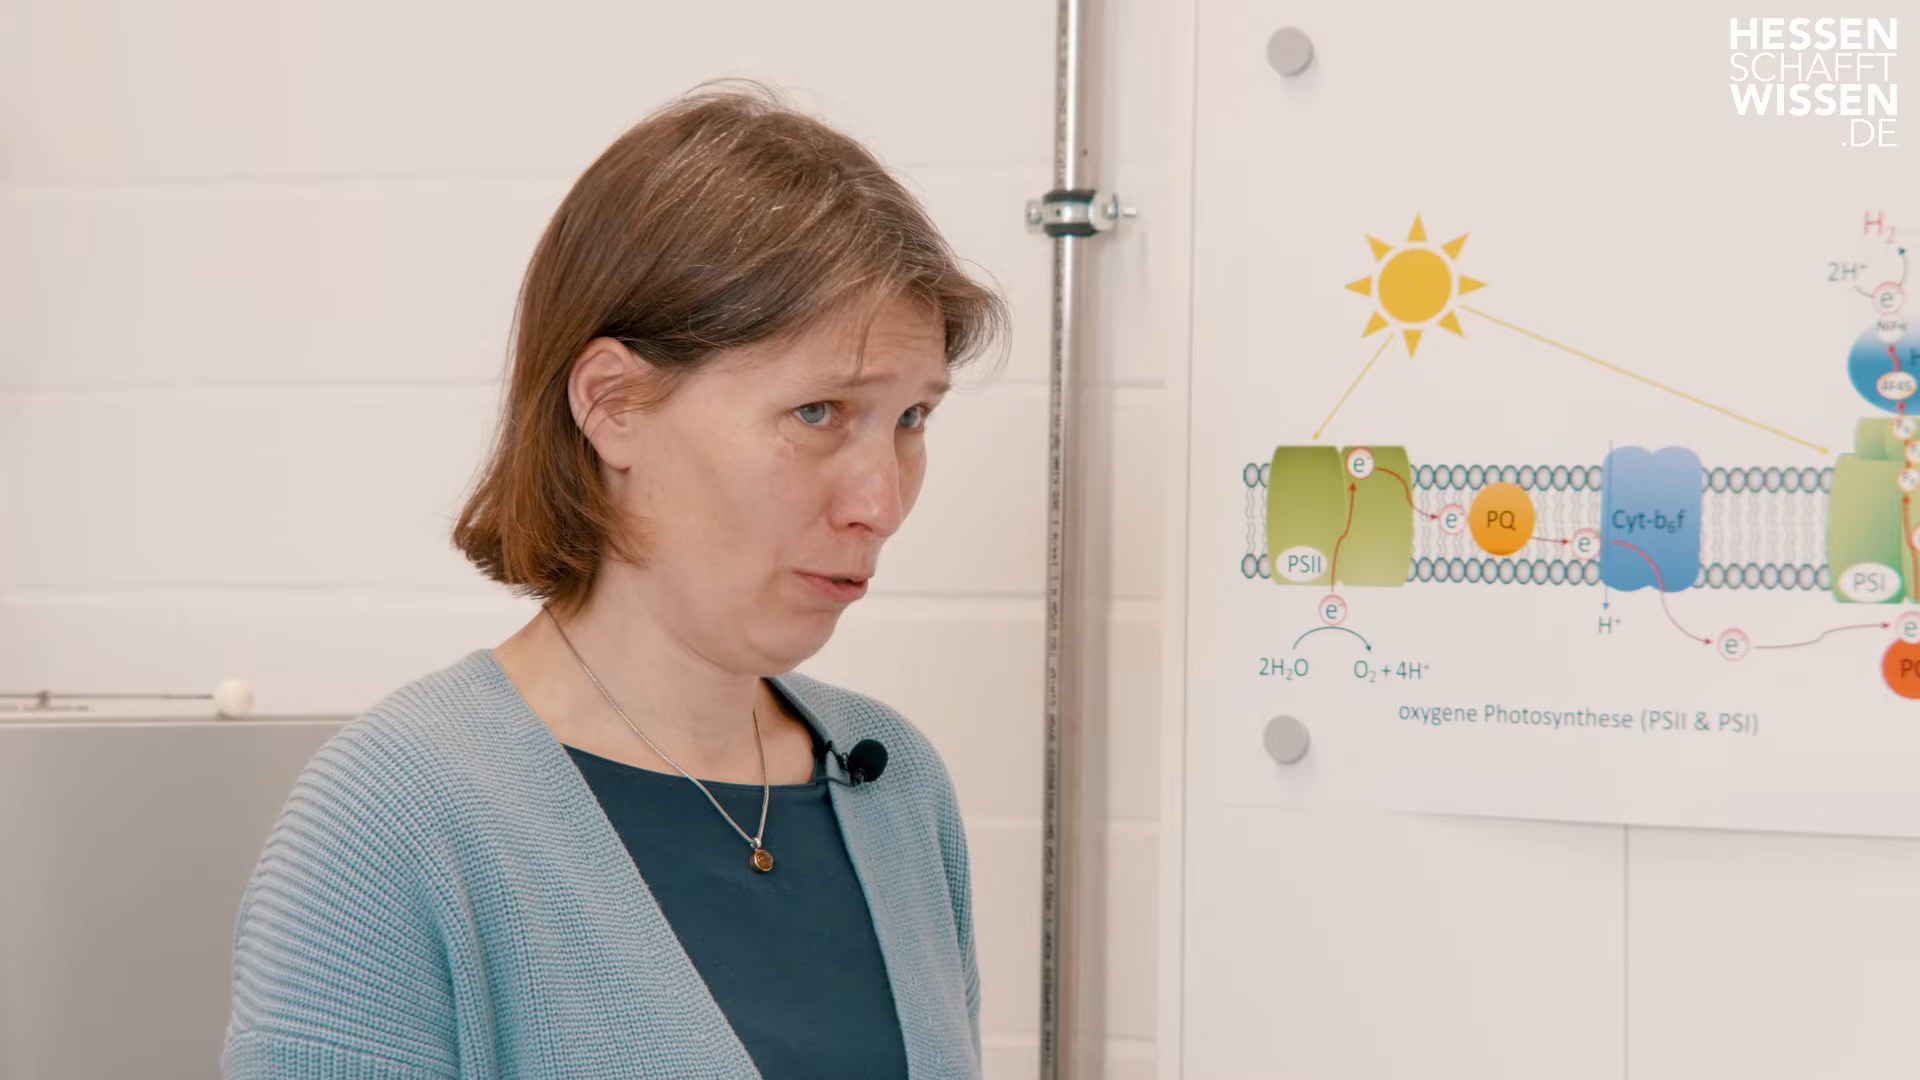 HESSEN
SCHAFFT
WISSEN
.DE
H₂
2H⁺
e⁻
NiFe
4F4S
PSII
e⁻
e⁻
PQ
e⁻
Cyt-b₆f
PSI
e⁻
H⁺
e⁻
e⁻
2H₂O
O₂ + 4H⁺
oxygene Photosynthese (PSII & PSI)